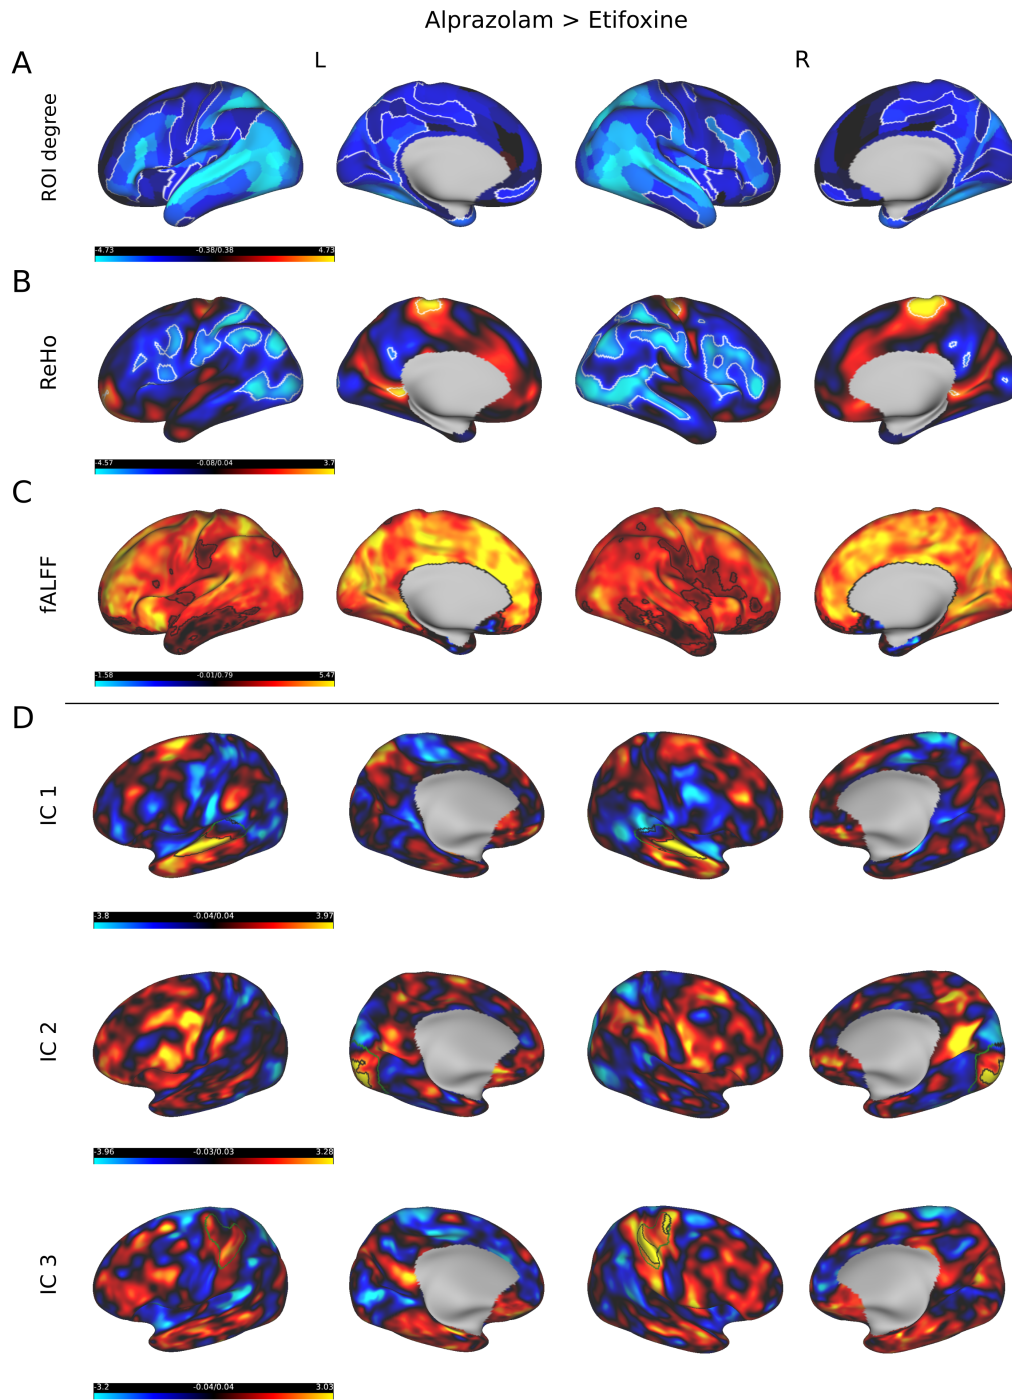 Alprazolam > Etifoxine
A
L
R
ROI degree
-4.73 -0.38/0.38 4.73
B
ReHo
-4.57 -0.08/0.04 3.7
C
fALFF
-1.58 -0.01/0.79 5.47
D
IC 1
-3.8 -0.04/0.04 3.97
IC 2
-3.96 -0.03/0.03 3.28
IC 3
-3.2 -0.04/0.04 3.03